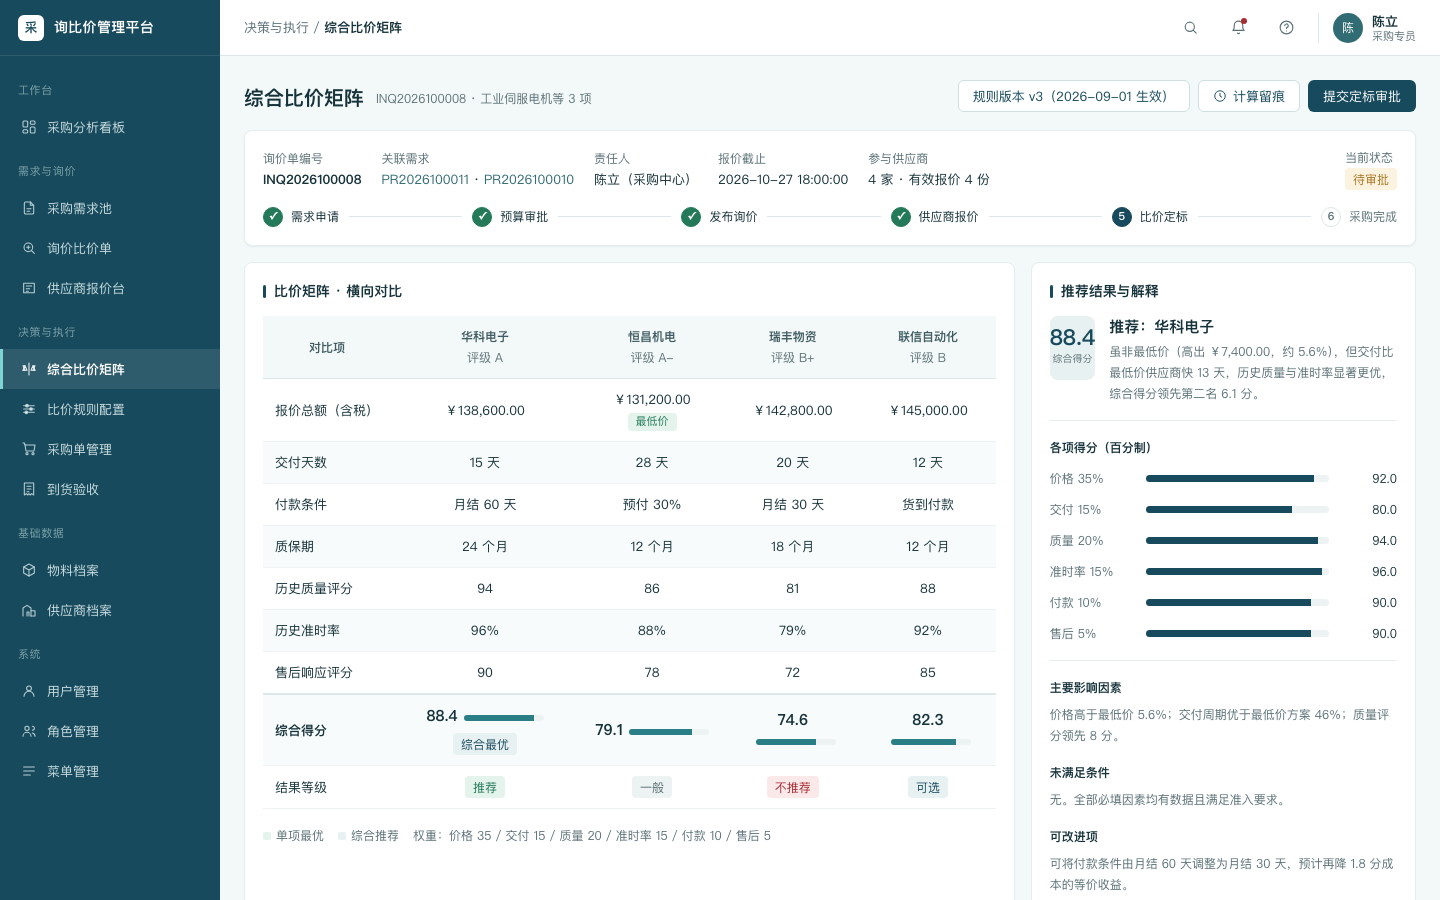 采 询比价管理平台
工作台
采购分析看板
需求与询价
采购需求池
询价比价单
供应商报价台
决策与执行
综合比价矩阵
比价规则配置
采购单管理
到货验收
基础数据
物料档案
供应商档案
系统
用户管理
角色管理
菜单管理
决策与执行 / 综合比价矩阵
陈 陈立
采购专员
综合比价矩阵 INQ2026100008 · 工业伺服电机等 3 项
规则版本 v3（2026-09-01 生效） 计算留痕 提交定标审批
询价单编号 关联需求 责任人 报价截止 参与供应商 当前状态
INQ2026100008 PR2026100011 · PR2026100010 陈立（采购中心） 2026-10-27 18:00:00 4 家 · 有效报价 4 份 待审批
✓ 需求申请 ✓ 预算审批 ✓ 发布询价 ✓ 供应商报价 5 比价定标 6 采购完成
比价矩阵 · 横向对比
对比项 华科电子 恒昌机电 瑞丰物资 联信自动化
评级 A 评级 A- 评级 B+ 评级 B
报价总额（含税） ¥138,600.00 ¥131,200.00 ¥142,800.00 ¥145,000.00
最低价
交付天数 15 天 28 天 20 天 12 天
付款条件 月结 60 天 预付 30% 月结 30 天 货到付款
质保期 24 个月 12 个月 18 个月 12 个月
历史质量评分 94 86 81 88
历史准时率 96% 88% 79% 92%
售后响应评分 90 78 72 85
综合得分 88.4 79.1 74.6 82.3
综合最优
结果等级 推荐 一般 不推荐 可选
单项最优 综合推荐 权重：价格 35 / 交付 15 / 质量 20 / 准时率 15 / 付款 10 / 售后 5
推荐结果与解释
88.4
综合得分
推荐：华科电子
虽非最低价（高出 ¥7,400.00，约 5.6%），但交付比
最低价供应商快 13 天，历史质量与准时率显著更优，
综合得分领先第二名 6.1 分。
各项得分（百分制）
价格 35% 92.0
交付 15% 80.0
质量 20% 94.0
准时率 15% 96.0
付款 10% 90.0
售后 5% 90.0
主要影响因素
价格高于最低价 5.6%；交付周期优于最低价方案 46%；质量评
分领先 8 分。
未满足条件
无。全部必填因素均有数据且满足准入要求。
可改进项
可将付款条件由月结 60 天调整为月结 30 天，预计再降 1.8 分成
本的等价收益。